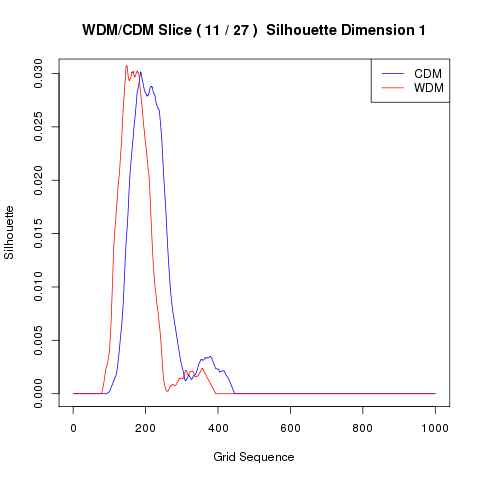 WDM/CDM Slice ( 11 / 27 )  Silhouette Dimension 1
CDM
WDM
Silhouette
0.030
0.025
0.020
0.015
0.010
0.005
0.000
0 200 400 600 800 1000
Grid Sequence